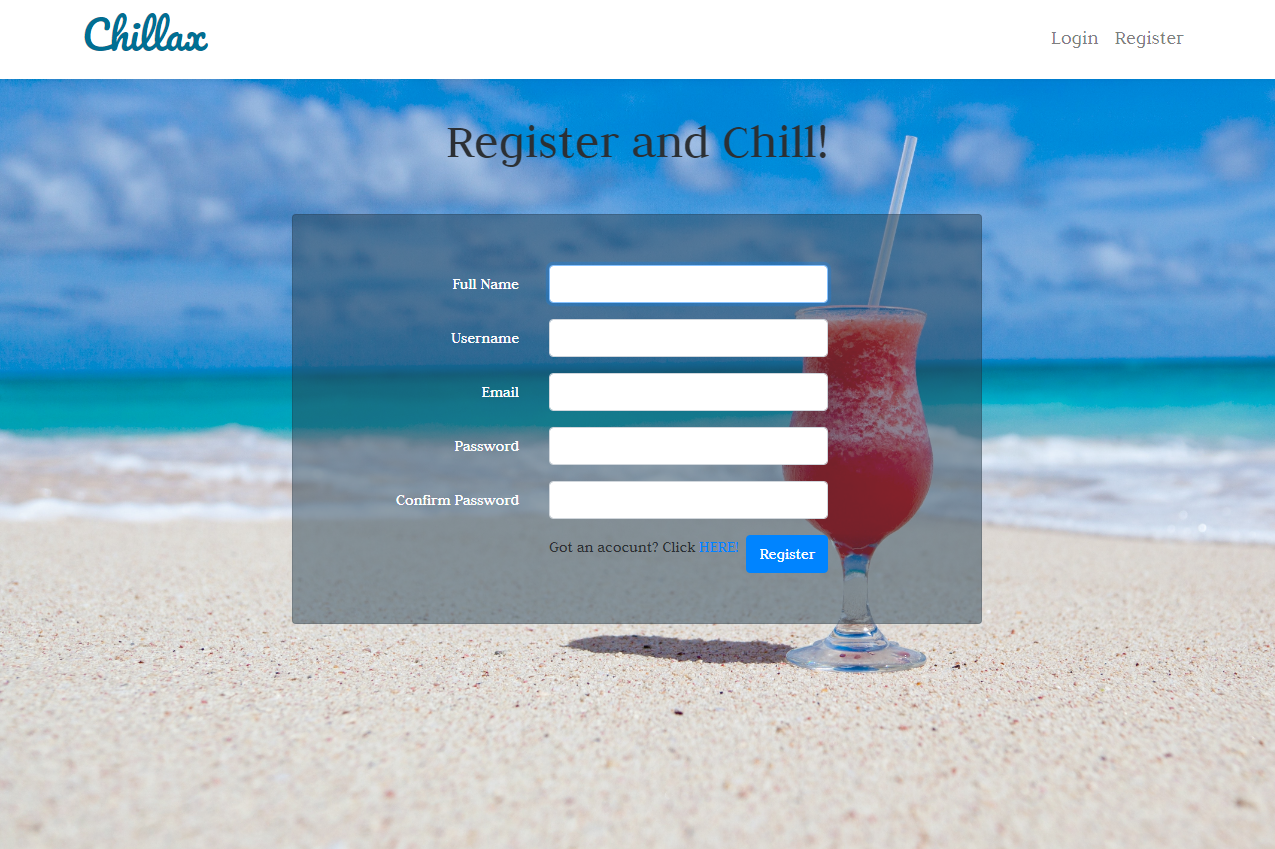 Chillax
Login Register
Register and Chill!
Full Name
Username
Email
Password
Confirm Password
Got an acocunt? Click HERE! Register